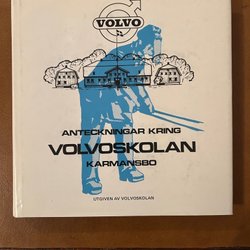 VOLVO
ANTECKNINGAR KRING
VOLVOSKOLAN
KARMANSBO
UTGIVEN AV VOLVOSKOLAN